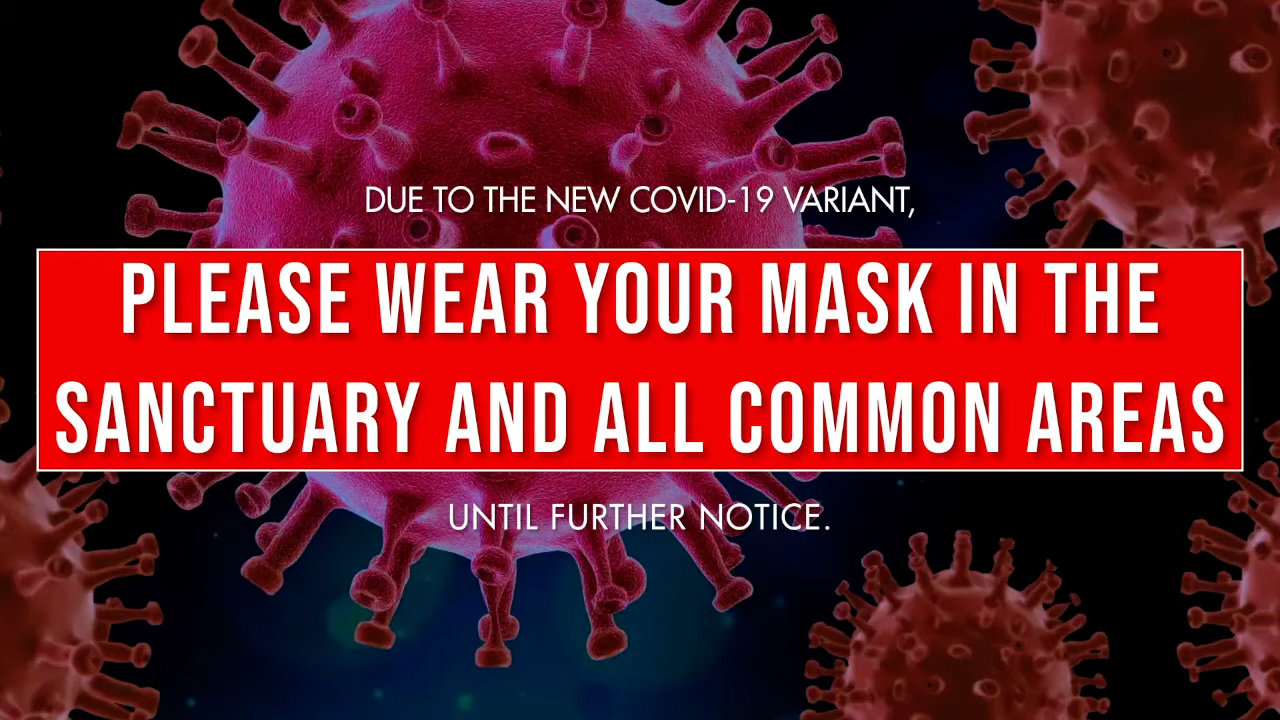 DUE TO THE NEW COVID-19 VARIANT,
PLEASE WEAR YOUR MASK IN THE
SANCTUARY AND ALL COMMON AREAS
UNTIL FURTHER NOTICE.